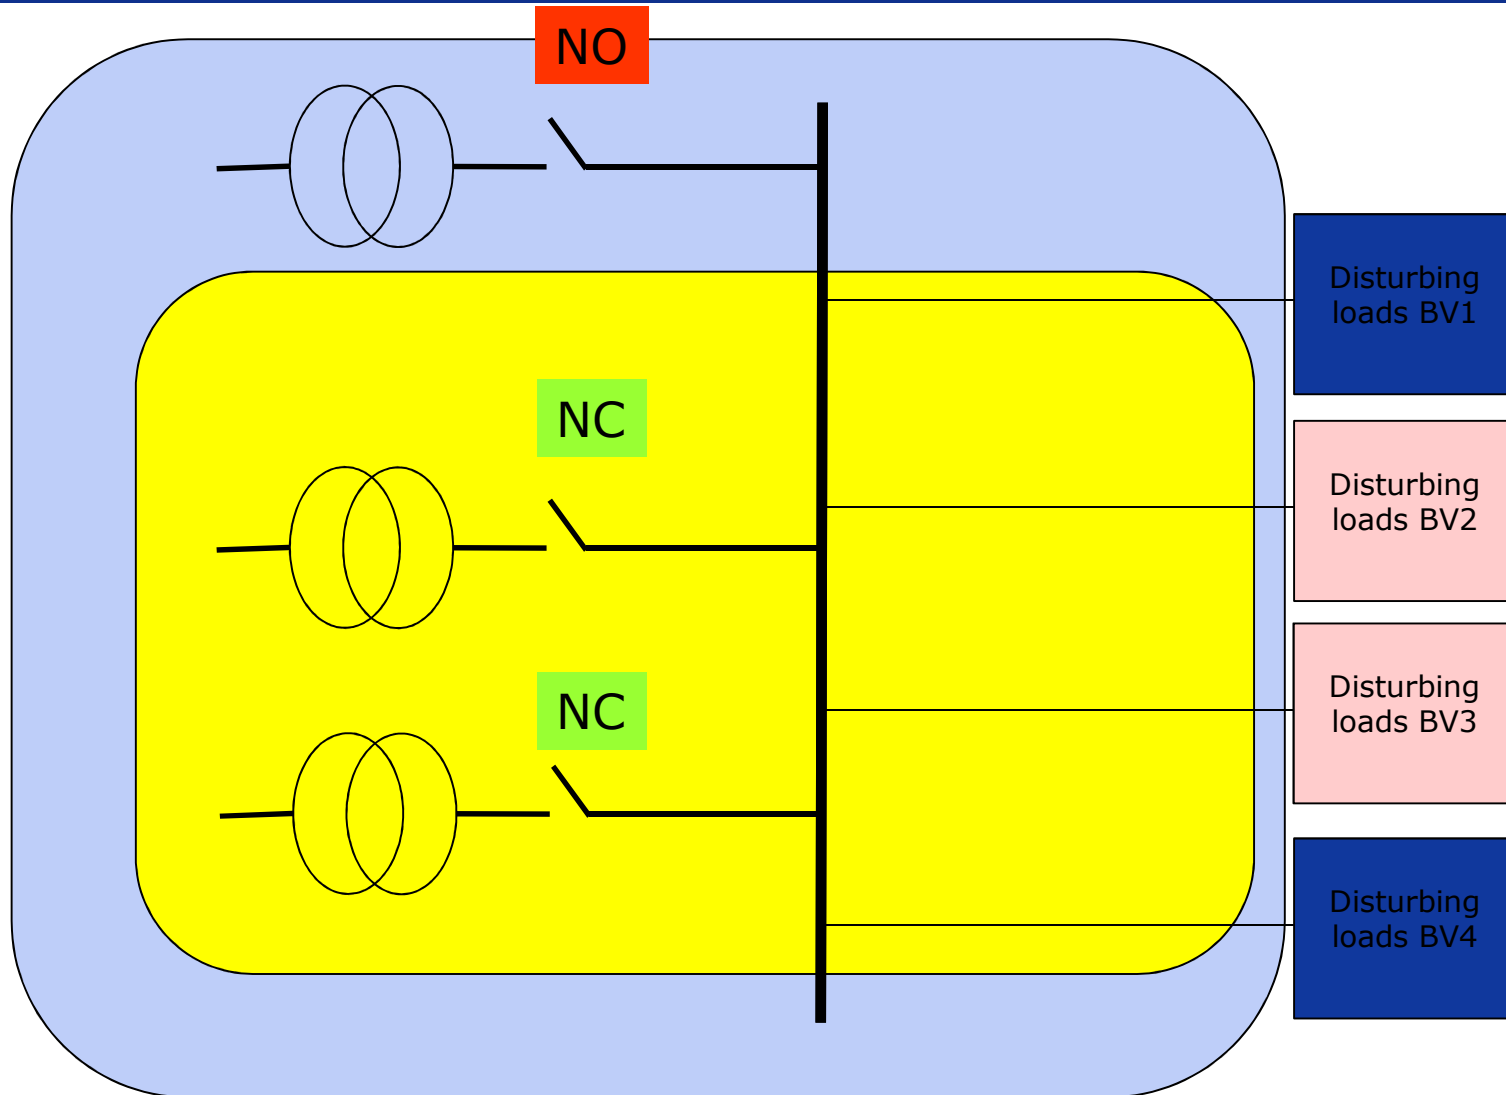 NO
Disturbing
loads BV1
NC
Disturbing
loads BV2
NC
Disturbing
loads BV3
Disturbing
loads BV4